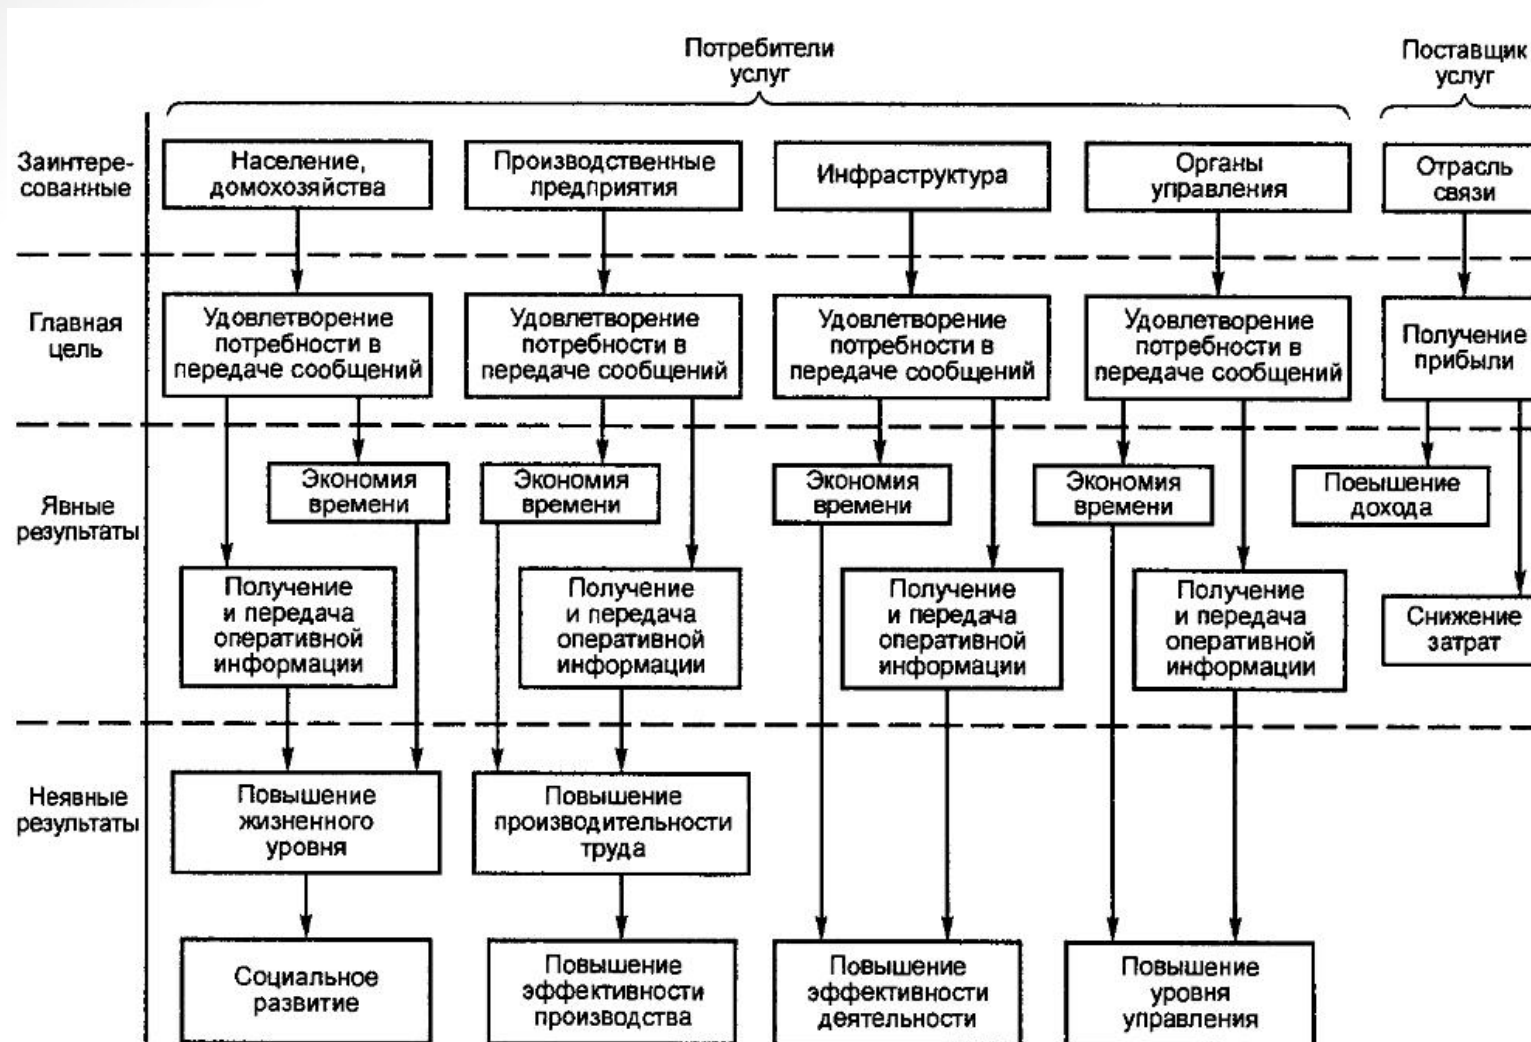 Потребители
услуг
Поставщик
услуг
Заинтере-
сованные
Население,
домохозяйства
Производственные
предприятия
Инфраструктура
Органы
управления
Отрасль
связи
Главная
цель
Удовлетворение
потребности в
передаче сообщений
Удовлетворение
потребности в
передаче сообщений
Удовлетворение
потребности в
передаче сообщений
Удовлетворение
потребности в
передаче сообщений
Получение
прибыли
Явные
результаты
Экономия
времени
Экономия
времени
Экономия
времени
Экономия
времени
Повышение
дохода
Получение
и передача
оперативной
информации
Получение
и передача
оперативной
информации
Получение
и передача
оперативной
информации
Получение
и передача
оперативной
информации
Снижение
затрат
Неявные
результаты
Повышение
жизненного
уровня
Повышение
производительности
труда
Социальное
развитие
Повышение
эффективности
производства
Повышение
эффективности
деятельности
Повышение
уровня
управления